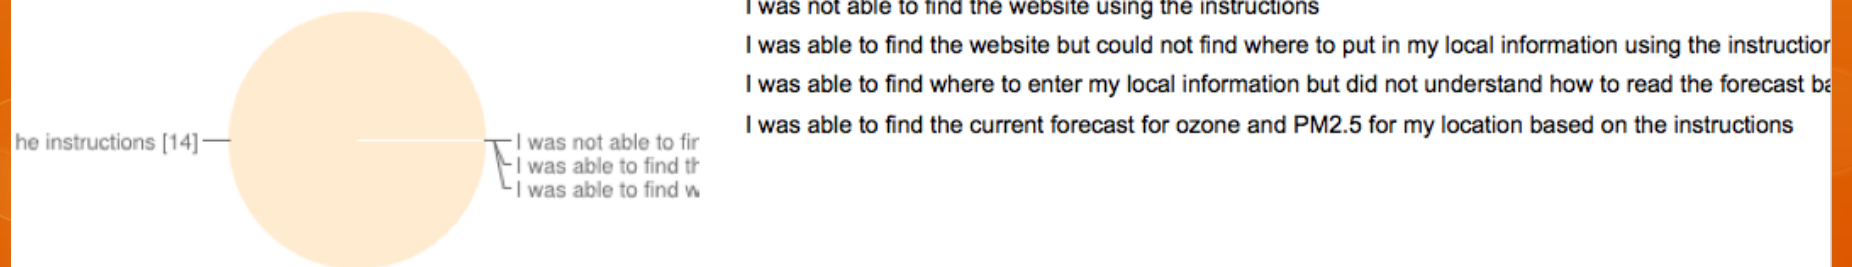 he instructions [14]
I was not able to fir
I was able to find th
I was able to find w
I was not able to find the website using the instructions
I was able to find the website but could not find where to put in my local information using the instruction
I was able to find where to enter my local information but did not understand how to read the forecast ba
I was able to find the current forecast for ozone and PM2.5 for my location based on the instructions